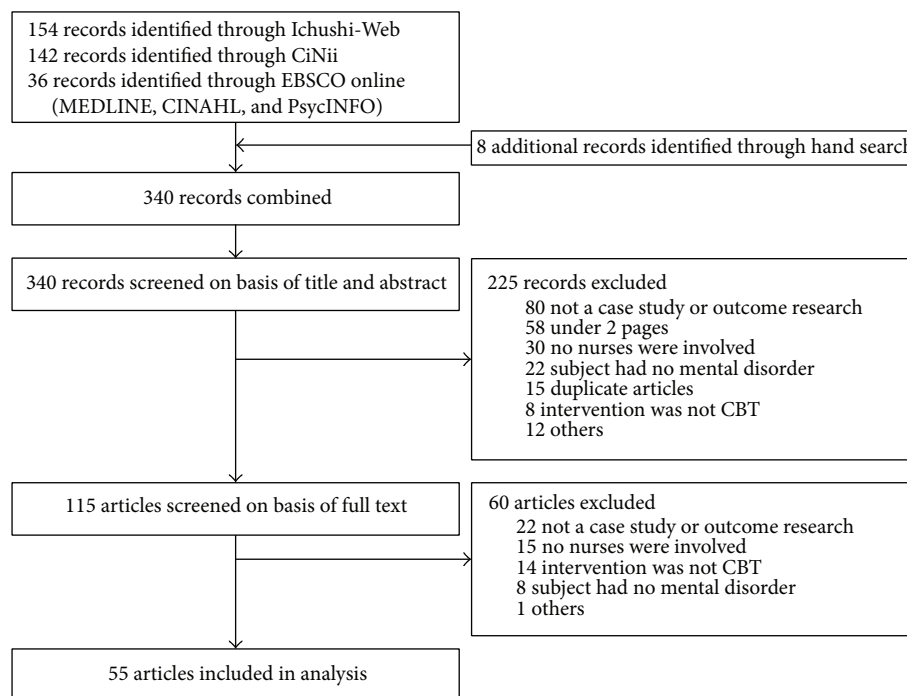 154 records identified through Ichushi-Web
142 records identified through CiNii
36 records identified through EBSCO online
(MEDLINE, CINAHL, and PsycINFO)
8 additional records identified through hand search
340 records combined
340 records screened on basis of title and abstract
225 records excluded
80 not a case study or outcome research
58 under 2 pages
30 no nurses were involved
22 subject had no mental disorder
15 duplicate articles
8 intervention was not CBT
12 others
115 articles screened on basis of full text
60 articles excluded
22 not a case study or outcome research
15 no nurses were involved
14 intervention was not CBT
8 subject had no mental disorder
1 others
55 articles included in analysis